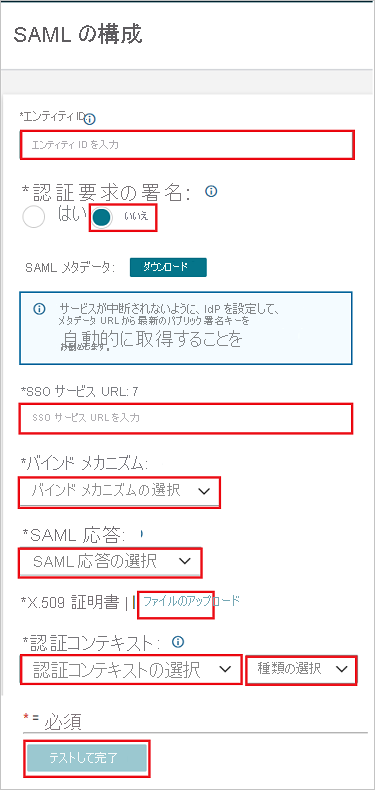 SAML の構成
*エンティティ ID
エンティティ ID を入力
*認証要求の署名:
はい いいえ
SAML メタデータ: ダウンロード
サービスが中断されないように、IdP を設定して、
メタデータ URL から最新のパブリック署名キーを
自動的に取得することを
お勧めします。
*SSO サービス URL: 7
SSO サービス URL を入力
*バインド メカニズム:
バインド メカニズムの選択
*SAML 応答:
SAML 応答の選択
*X.509 証明書 | ファイルのアップロード
*認証コンテキスト:
認証コンテキストの選択 種類の選択
* = 必須
テストして完了